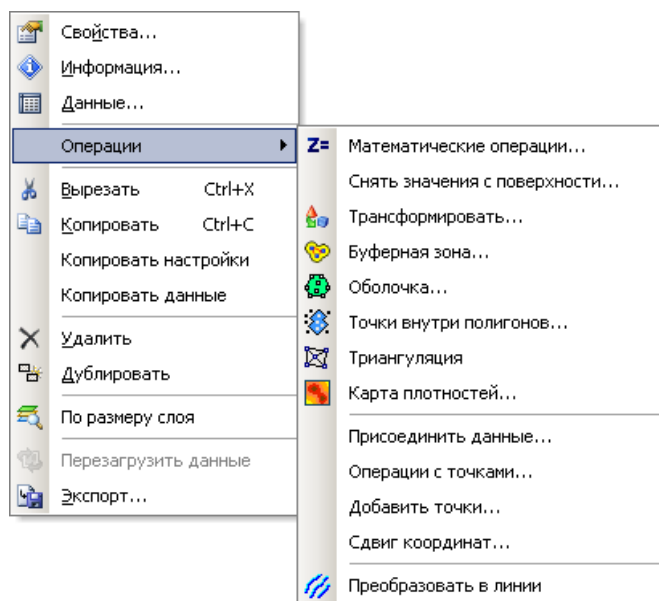 Свойства...
Информация...
Данные...
Операции
Вырезать Ctrl+X
Копировать Ctrl+C
Копировать настройки
Копировать данные
Удалить
Дублировать
По размеру слоя
Перезагрузить данные
Экспорт...
Z= Математические операции...
Снять значения с поверхности...
Трансформировать...
Буферная зона...
Оболочка...
Точки внутри полигонов...
Триангуляция
Карта плотностей...
Присоединить данные...
Операции с точками...
Добавить точки...
Сдвиг координат...
Преобразовать в линии